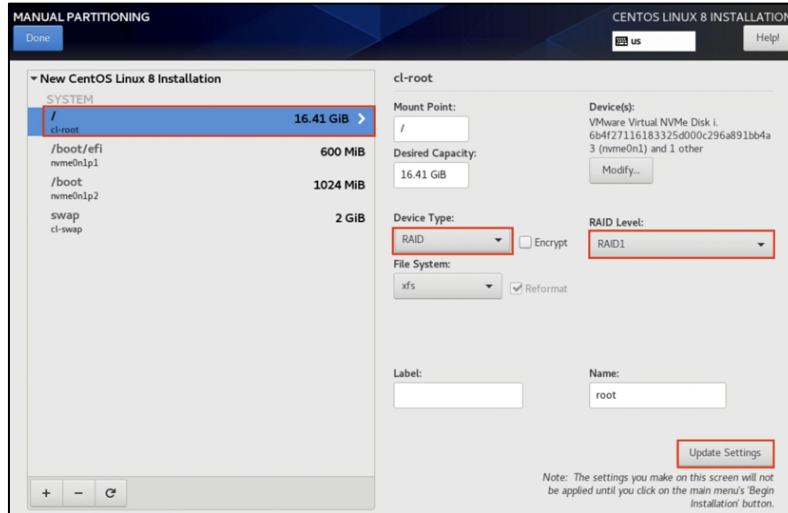 MANUAL PARTITIONING
CENTOS LINUX 8 INSTALLATION
Done
us
Help!
New CentOS Linux 8 Installation
SYSTEM
/
16.41 GiB
cl-root
/boot/efi
600 MiB
nvme0n1p1
/boot
1024 MiB
nvme0n1p2
swap
2 GiB
cl-swap
+ −
cl-root
Mount Point:
/
Desired Capacity:
16.41 GiB
Device(s):
VMware Virtual NVMe Disk i.
6b4f27116183325d000c296a891bb4a
3 (nvme0n1) and 1 other
Modify...
Device Type:
RAID
Encrypt
RAID Level:
RAID1
File System:
xfs
Reformat
Label:
Name:
root
Update Settings
Note: The settings you make on this screen will not
be applied until you click on the main menu's 'Begin
Installation' button.